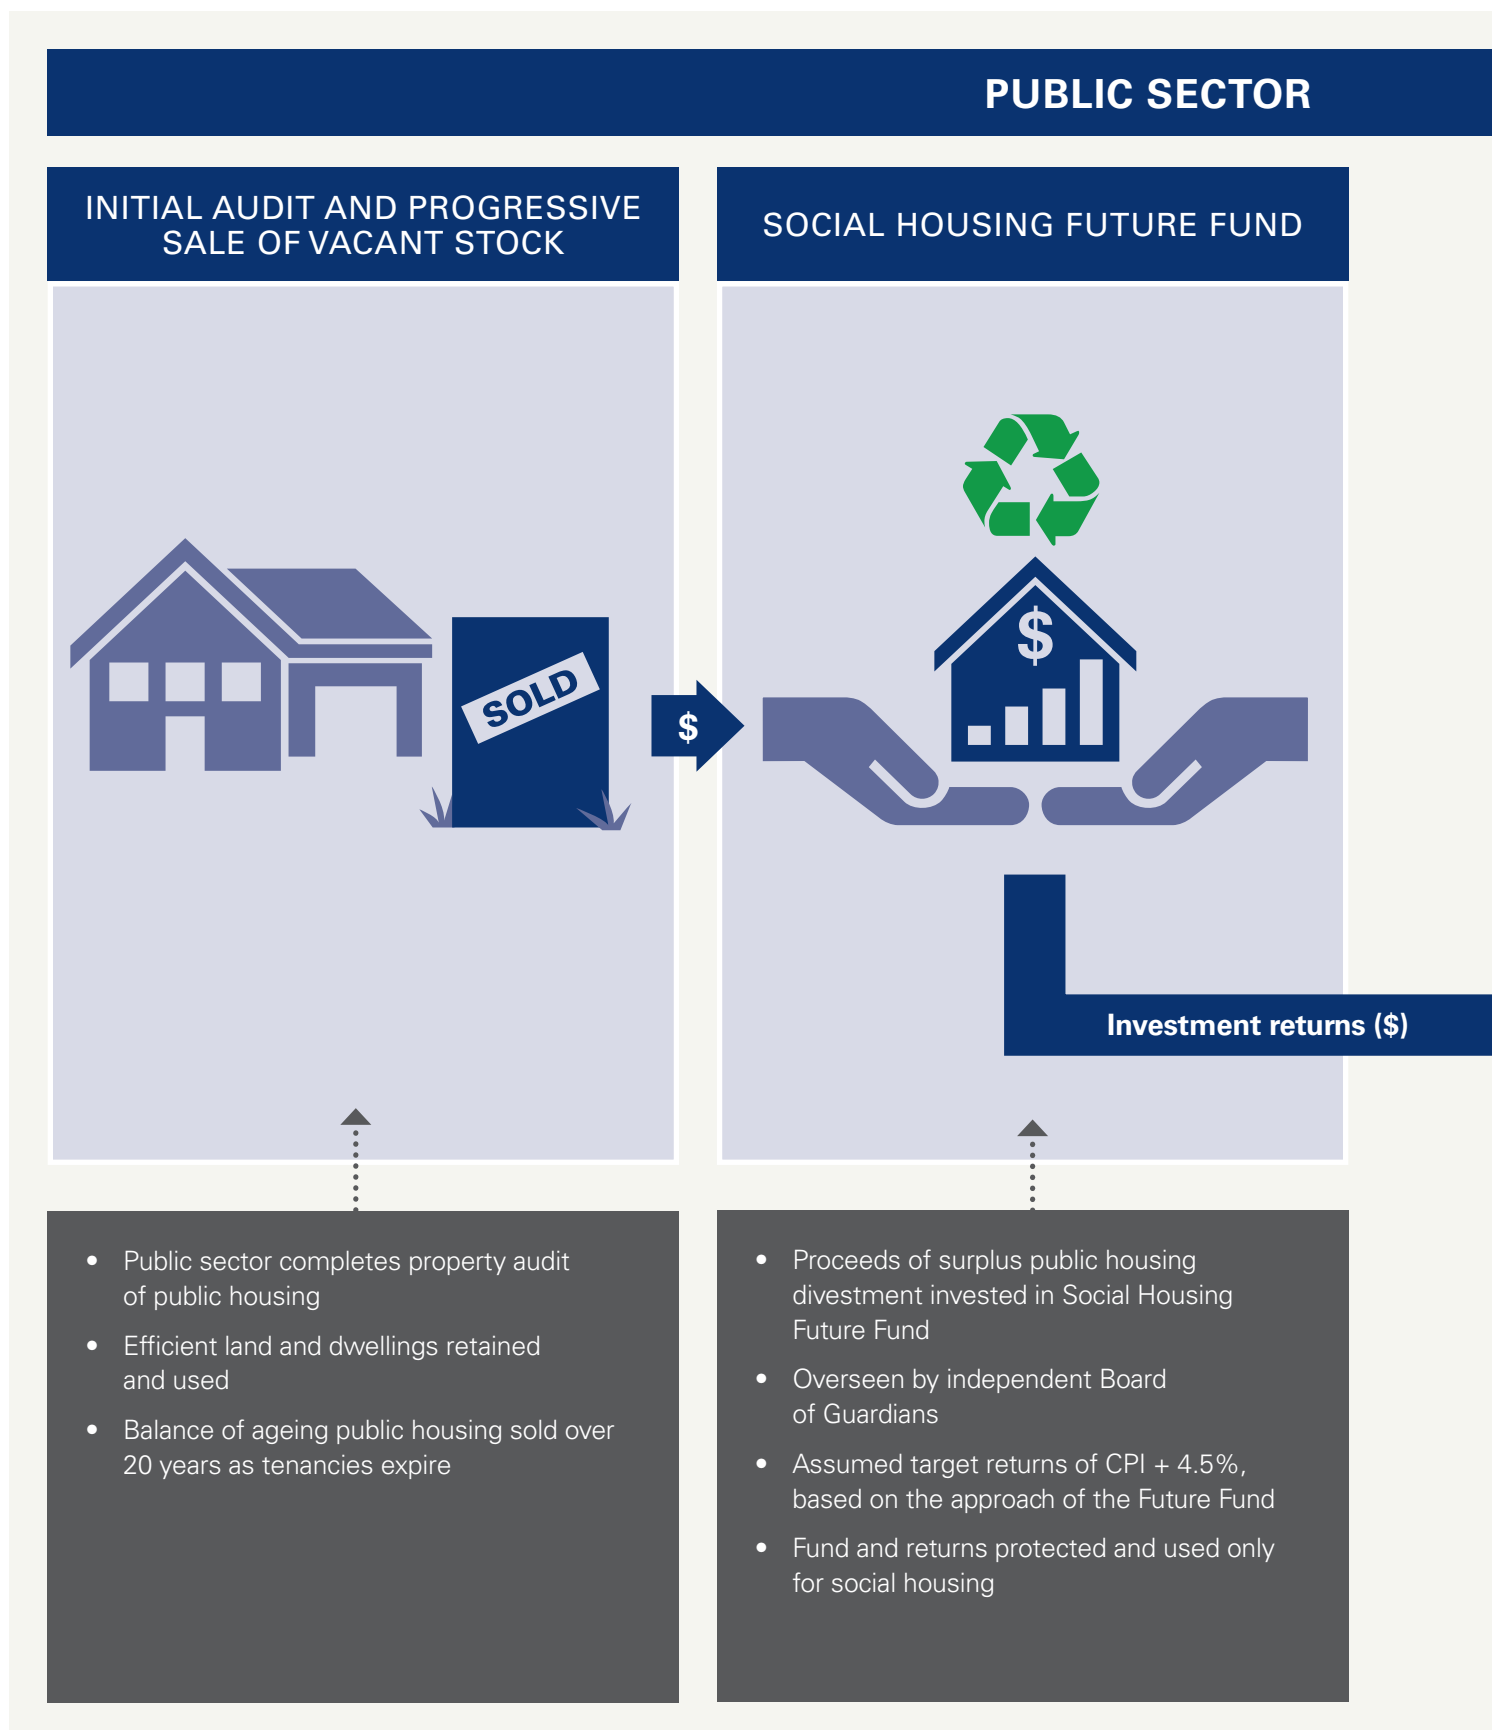 PUBLIC SECTOR
INITIAL AUDIT AND PROGRESSIVE
SALE OF VACANT STOCK
SOLD
$
• Public sector completes property audit
of public housing
• Efficient land and dwellings retained
and used
• Balance of ageing public housing sold over
20 years as tenancies expire
SOCIAL HOUSING FUTURE FUND
$
Investment returns ($)
• Proceeds of surplus public housing
divestment invested in Social Housing
Future Fund
• Overseen by independent Board
of Guardians
• Assumed target returns of CPI + 4.5%,
based on the approach of the Future Fund
• Fund and returns protected and used only
for social housing